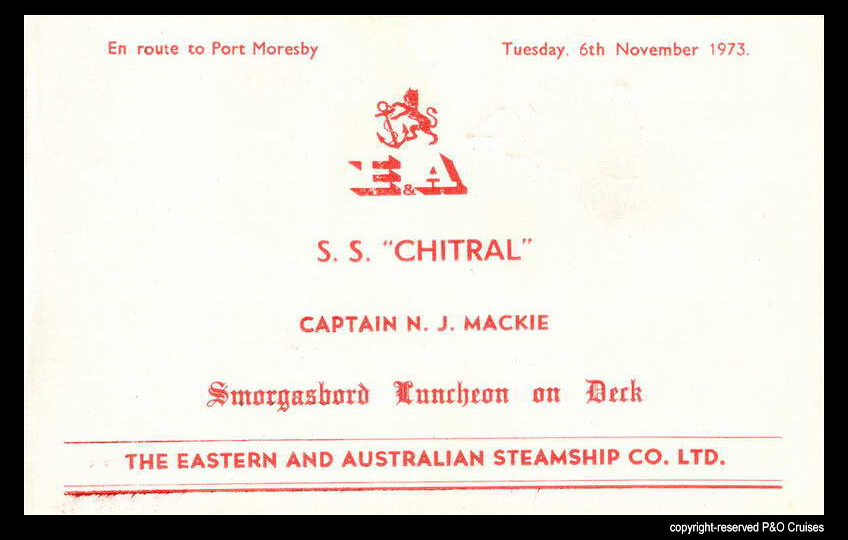 En route to Port Moresby
Tuesday. 6th November 1973.
E&A
S. S. "CHITRAL"
CAPTAIN N. J. MACKIE
Smorgasbord Luncheon on Deck
THE EASTERN AND AUSTRALIAN STEAMSHIP CO. LTD.
copyright-reserved P&O Cruises